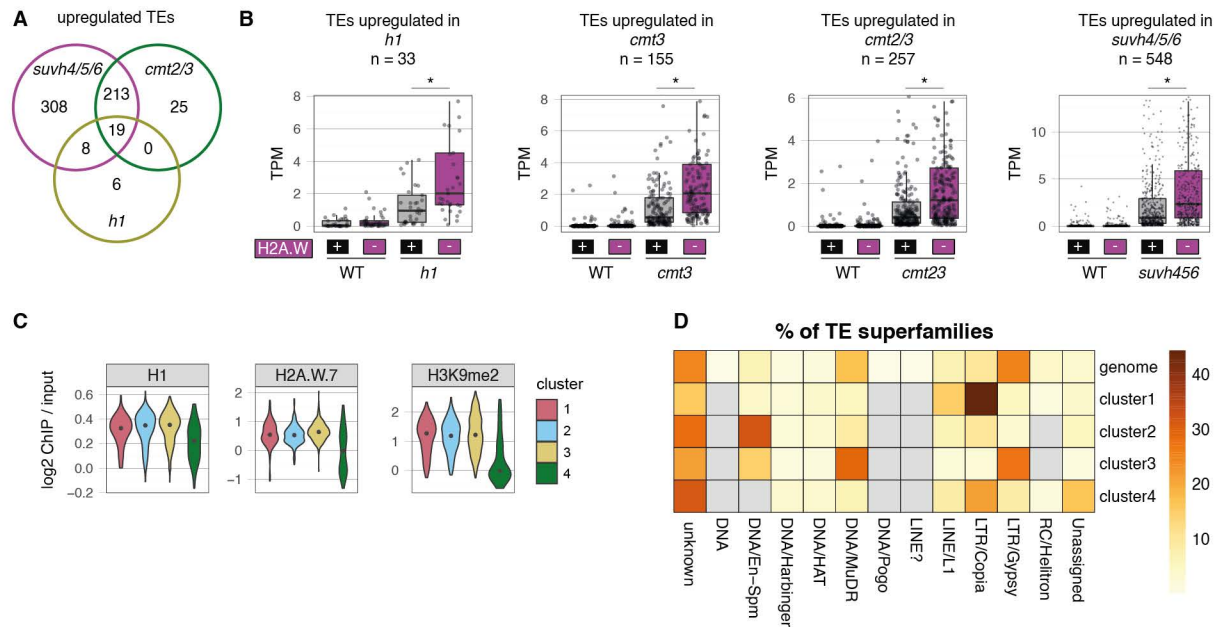 A
upregulated TEs
suvh4/5/6
cmt2/3
308
213
25
19
8
0
6
h1
B
TEs upregulated in
h1
n = 33
TPM
8
6
4
2
0
H2A.W
+
-
+
-
WT
h1
TEs upregulated in
cmt3
n = 155
*
TPM
8
6
4
2
0
+
-
+
-
WT
cmt3
TEs upregulated in
cmt2/3
n = 257
*
TPM
6
4
2
0
+
-
+
-
WT
cmt23
TEs upregulated in
suvh4/5/6
n = 548
*
TPM
10
5
0
+
-
+
-
WT
suvh456
*
C
log2 ChIP / input
H1
0.6
0.4
0.2
0.0
−0.2
H2A.W.7
2
1
0
−1
H3K9me2
2
1
0
cluster
1
2
3
4
D
% of TE superfamilies
genome
cluster1
cluster2
cluster3
cluster4
unknown
DNA
DNA/En−Spm
DNA/Harbinger
DNA/HAT
DNA/MuDR
DNA/Pogo
LINE?
LINE/L1
LTR/Copia
LTR/Gypsy
RC/Helitron
Unassigned
40
30
20
10